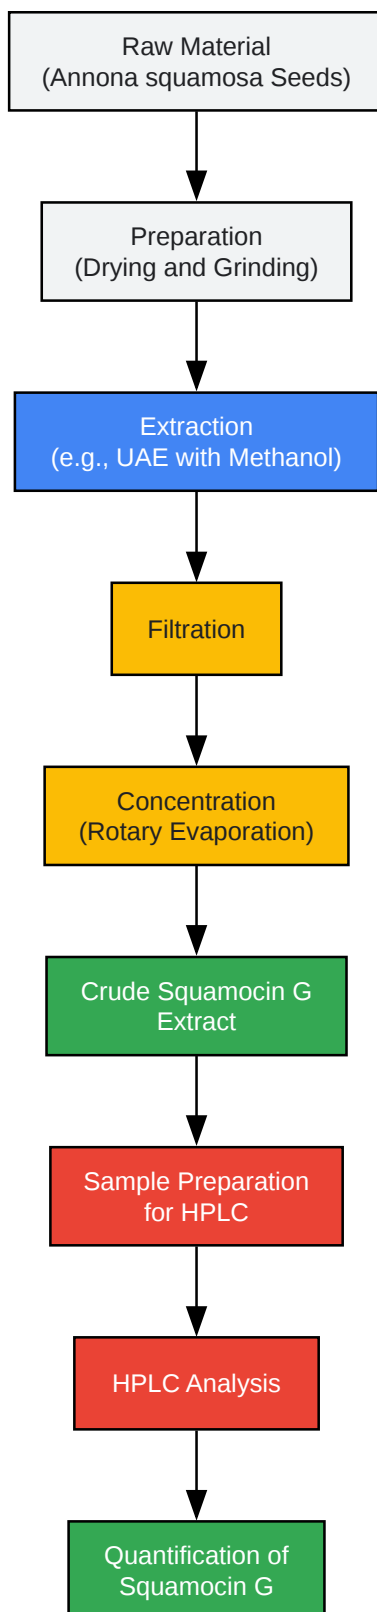 Raw Material
(Annona squamosa Seeds)
Preparation
(Drying and Grinding)
Extraction
(e.g., UAE with Methanol)
Filtration
Concentration
(Rotary Evaporation)
Crude Squamocin G
Extract
Sample Preparation
for HPLC
HPLC Analysis
Quantification of
Squamocin G